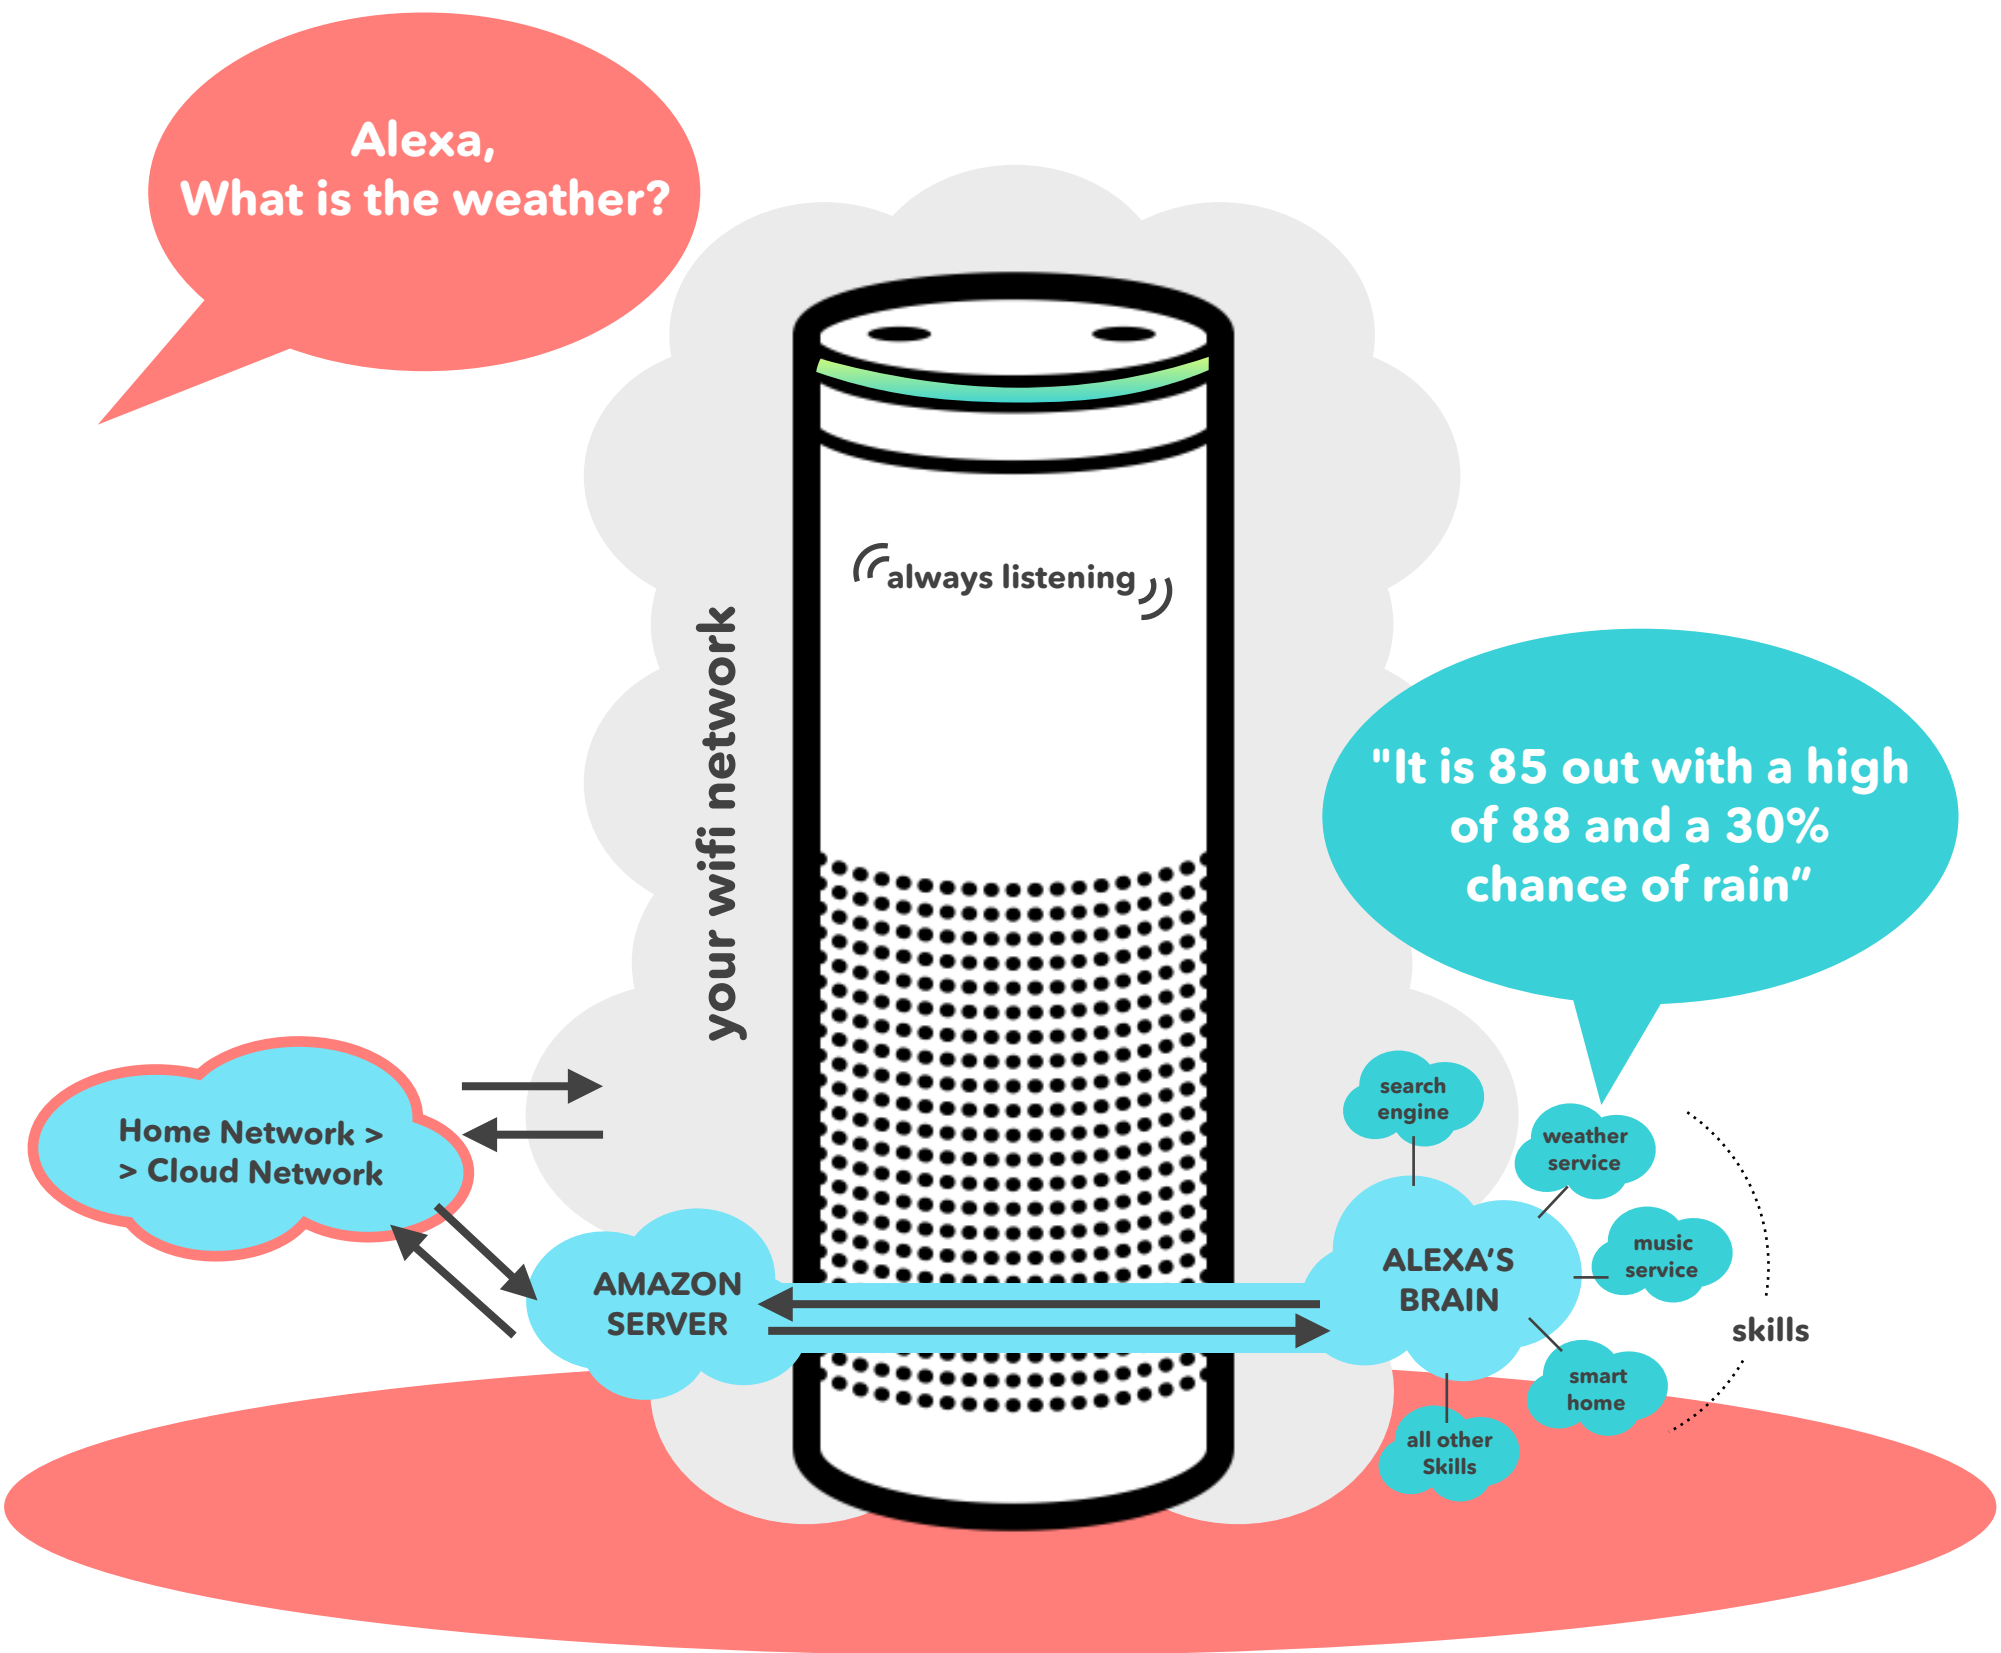 Alexa,
What is the weather?
always listening
your wifi network
"It is 85 out with a high
of 88 and a 30%
chance of rain”
Home Network >
> Cloud Network
AMAZON
SERVER
ALEXA’S
BRAIN
search
engine
weather
service
music
service
smart
home
all other
Skills
skills